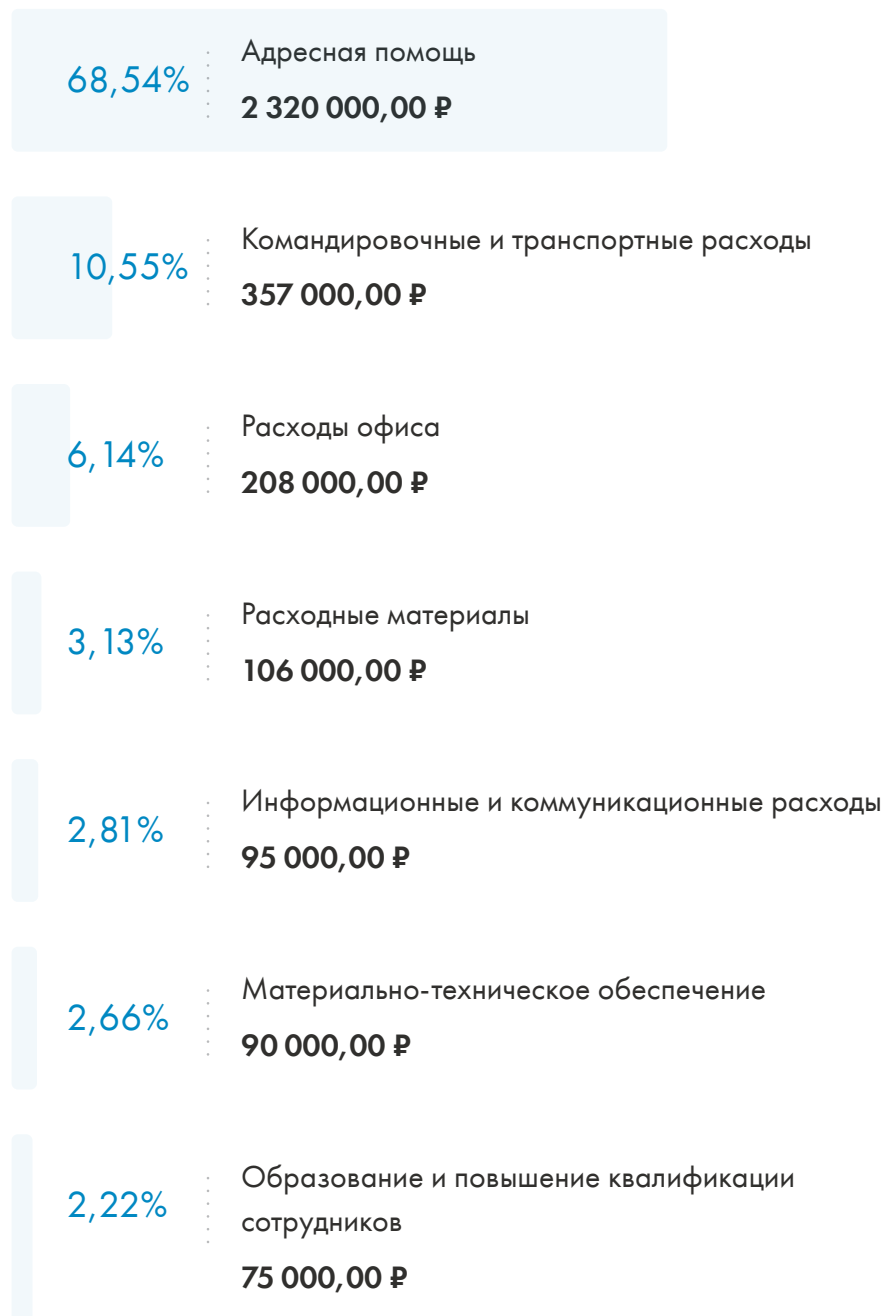 68,54%
Адресная помощь
2 320 000,00 ₽
10,55%
Командировочные и транспортные расходы
357 000,00 ₽
6,14%
Расходы офиса
208 000,00 ₽
3,13%
Расходные материалы
106 000,00 ₽
2,81%
Информационные и коммуникационные расходы
95 000,00 ₽
2,66%
Материально-техническое обеспечение
90 000,00 ₽
2,22%
Образование и повышение квалификации
сотрудников
75 000,00 ₽